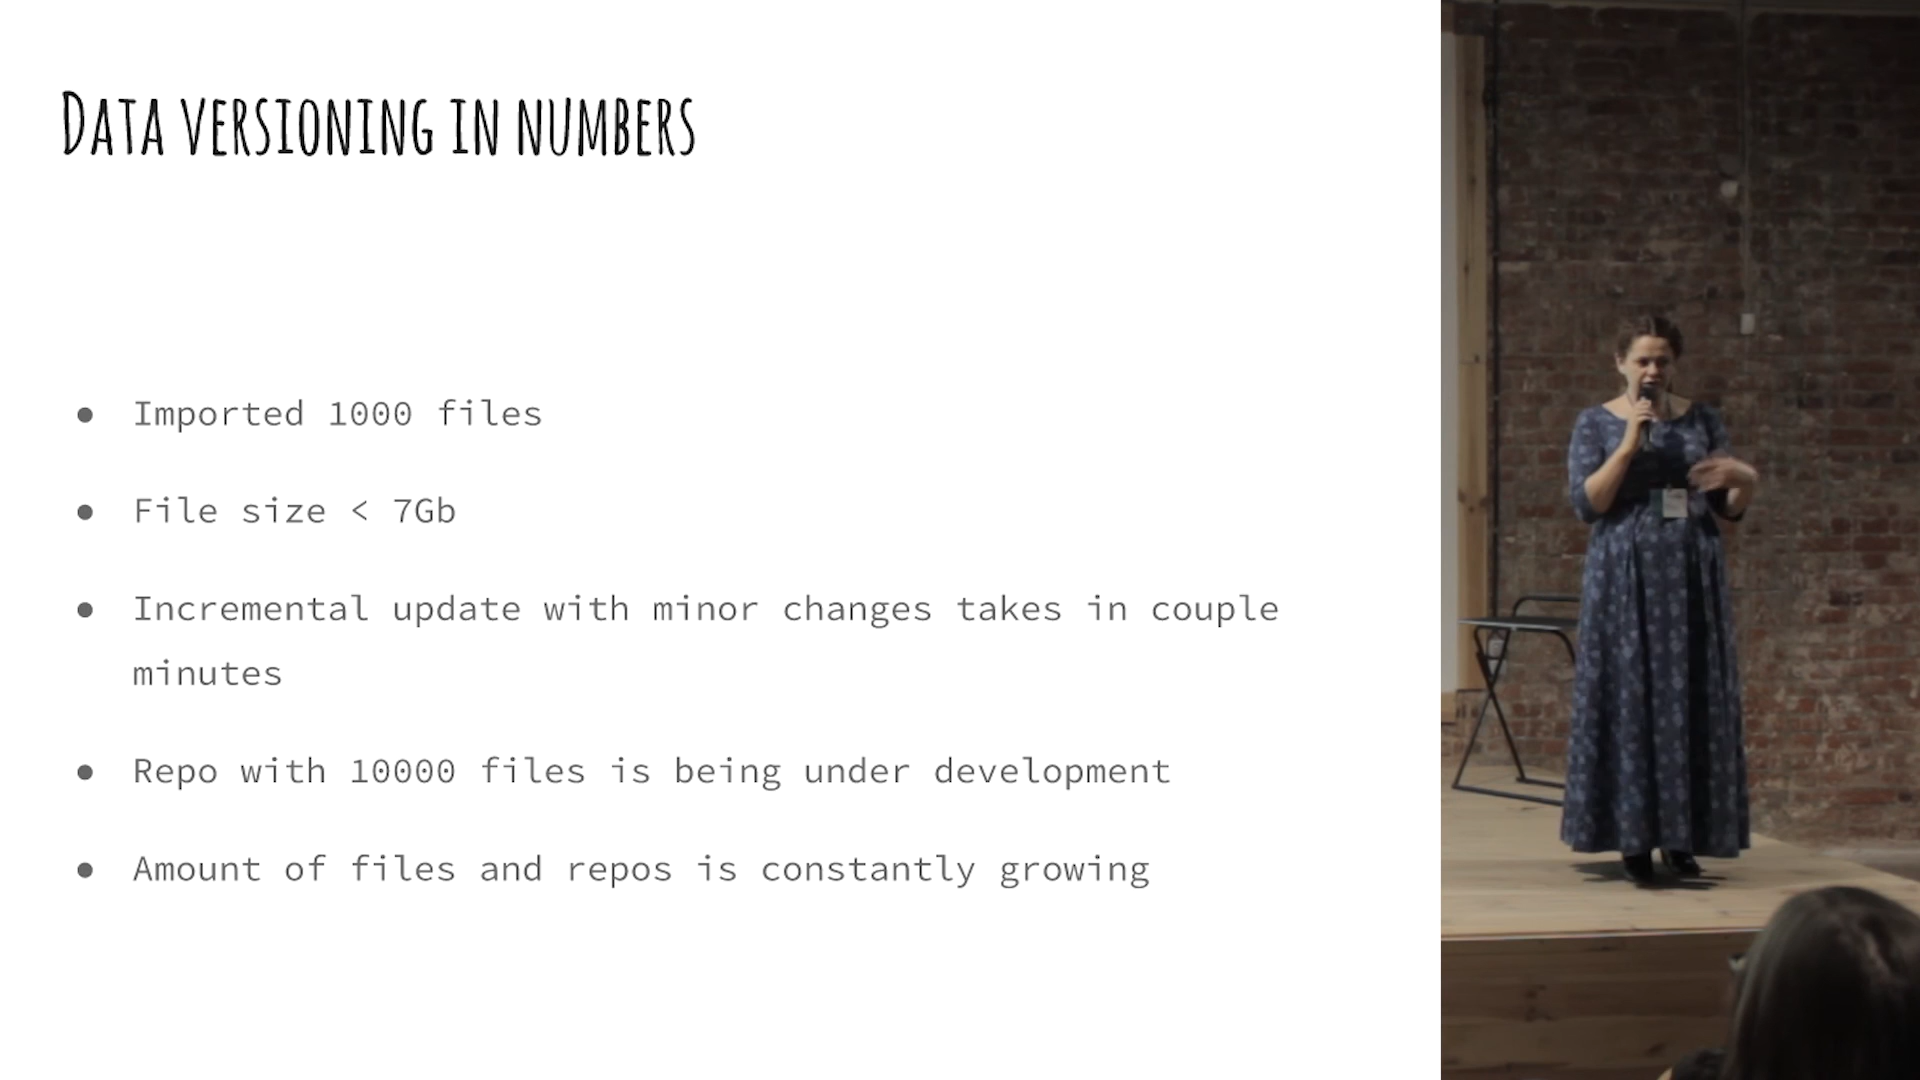 Data versioning in numbers
● Imported 1000 files
● File size < 7Gb
● Incremental update with minor changes takes in couple
minutes
● Repo with 10000 files is being under development
● Amount of files and repos is constantly growing